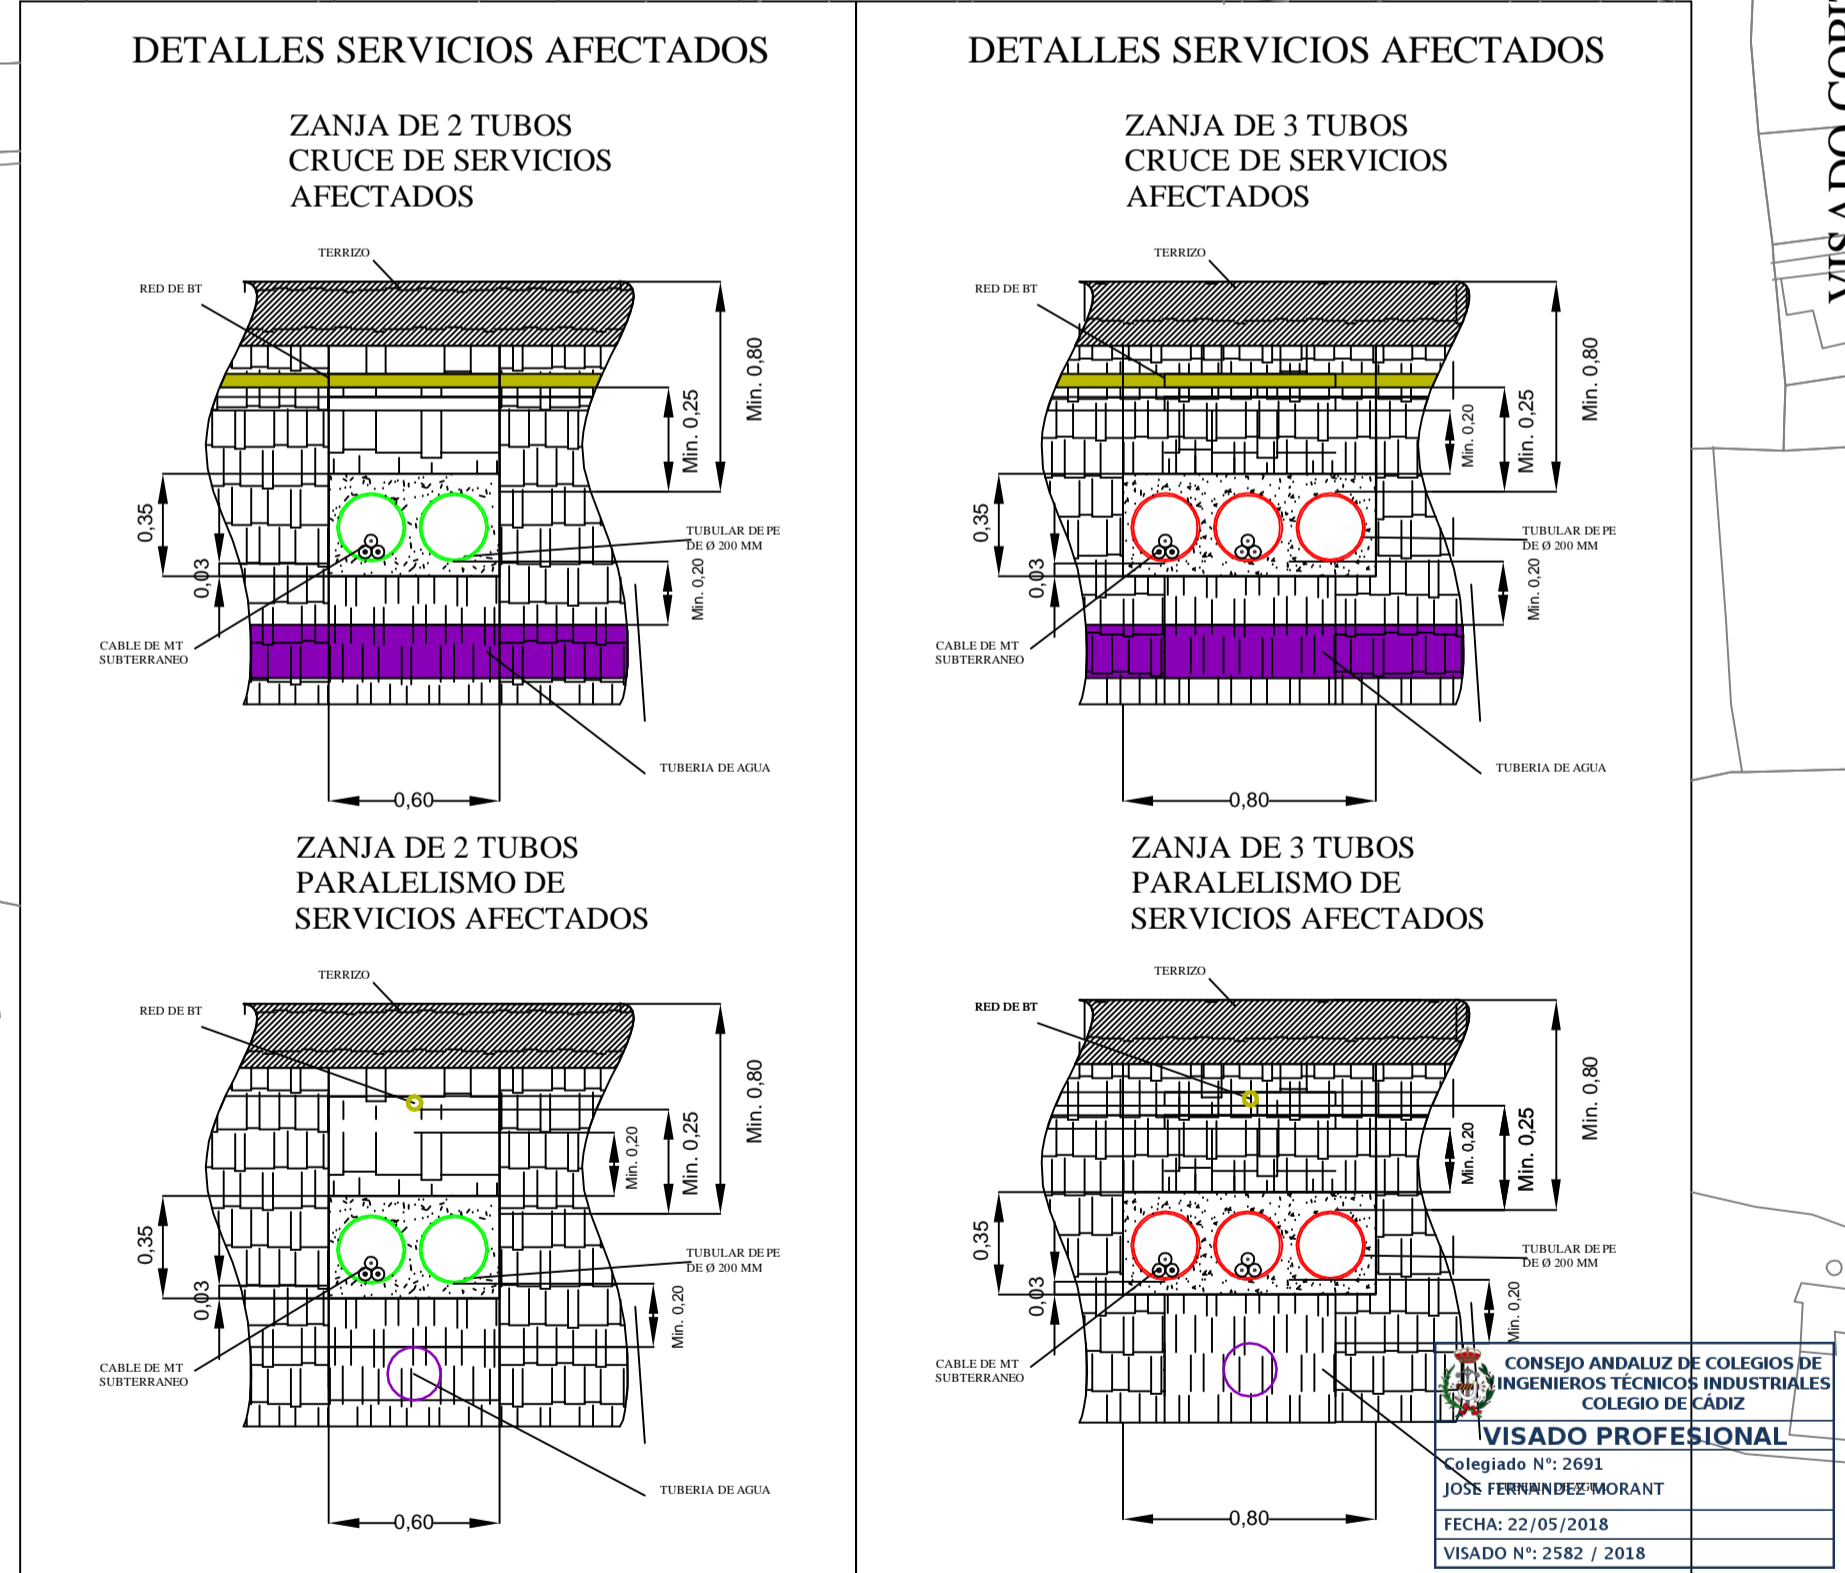 DETALLES SERVICIOS AFECTADOS
ZANJA DE 2 TUBOS
CRUCE DE SERVICIOS
AFECTADOS
TERRIZO
RED DE BT
Min. 0,80
Min. 0,25
0,35
0,03
TUBULAR DE PE
DE Ø 200 MM
Min. 0,20
CABLE DE MT
SUBTERRANEO
TUBERIA DE AGUA
0,60
ZANJA DE 2 TUBOS
PARALELISMO DE
SERVICIOS AFECTADOS
TERRIZO
RED DE BT
Min. 0,80
Min. 0,25
Min. 0,20
0,35
0,03
TUBULAR DE PE
DE Ø 200 MM
Min. 0,20
CABLE DE MT
SUBTERRANEO
TUBERIA DE AGUA
0,60
DETALLES SERVICIOS AFECTADOS
ZANJA DE 3 TUBOS
CRUCE DE SERVICIOS
AFECTADOS
TERRIZO
RED DE BT
Min. 0,80
Min. 0,25
Min. 0,20
0,35
0,03
TUBULAR DE PE
DE Ø 200 MM
Min. 0,20
CABLE DE MT
SUBTERRANEO
TUBERIA DE AGUA
0,80
ZANJA DE 3 TUBOS
PARALELISMO DE
SERVICIOS AFECTADOS
TERRIZO
RED DE BT
Min. 0,80
Min. 0,25
Min. 0,20
0,35
0,03
TUBULAR DE PE
DE Ø 200 MM
Min. 0,20
CABLE DE MT
SUBTERRANEO
TUBERIA DE AGUA
0,80
CONSEJO ANDALUZ DE COLEGIOS DE
INGENIEROS TÉCNICOS INDUSTRIALES
COLEGIO DE CÁDIZ
VISADO PROFESIONAL
Colegiado Nº: 2691
JOSE FERNANDEZ MORANT
FECHA: 22/05/2018
VISADO Nº: 2582 / 2018
VISADO